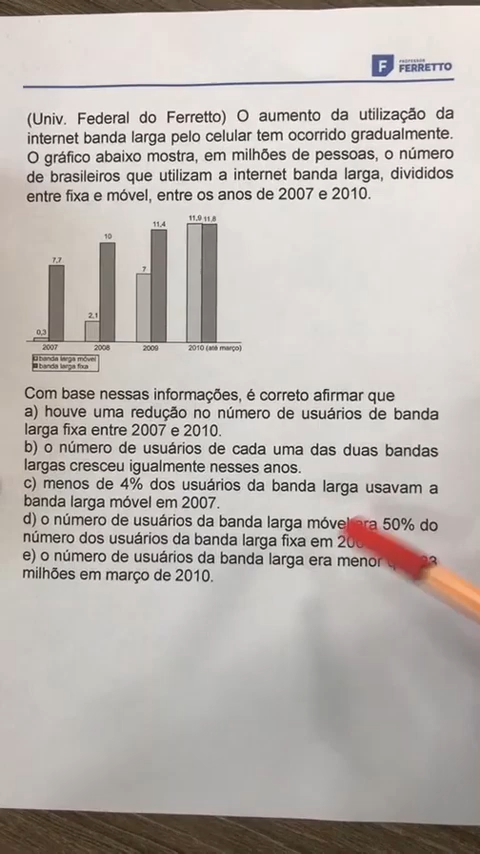 PROFESSOR
FERRETTO
(Univ. Federal do Ferretto) O aumento da utilização da
internet banda larga pelo celular tem ocorrido gradualmente.
O gráfico abaixo mostra, em milhões de pessoas, o número
de brasileiros que utilizam a internet banda larga, divididos
entre fixa e móvel, entre os anos de 2007 e 2010.
11,9 11,8
11,4
10
7,7
7
2,1
0,3
2007 2008 2009 2010 (até março)
banda larga móvel
banda larga fixa
Com base nessas informações, é correto afirmar que
a) houve uma redução no número de usuários de banda
larga fixa entre 2007 e 2010.
b) o número de usuários de cada uma das duas bandas
largas cresceu igualmente nesses anos.
c) menos de 4% dos usuários da banda larga usavam a
banda larga móvel em 2007.
d) o número de usuários da banda larga móvel era 50% do
número dos usuários da banda larga fixa em
e) o número de usuários da banda larga era menor
milhões em março de 2010.